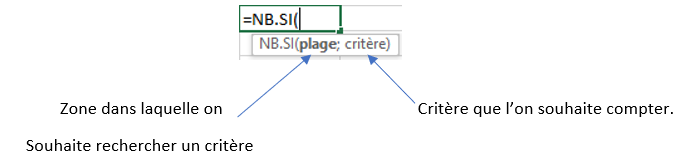 =NB.SI(
NB.SI(plage; critère)
Zone dans laquelle on
Critère que l’on souhaite compter.
Souhaite rechercher un critère